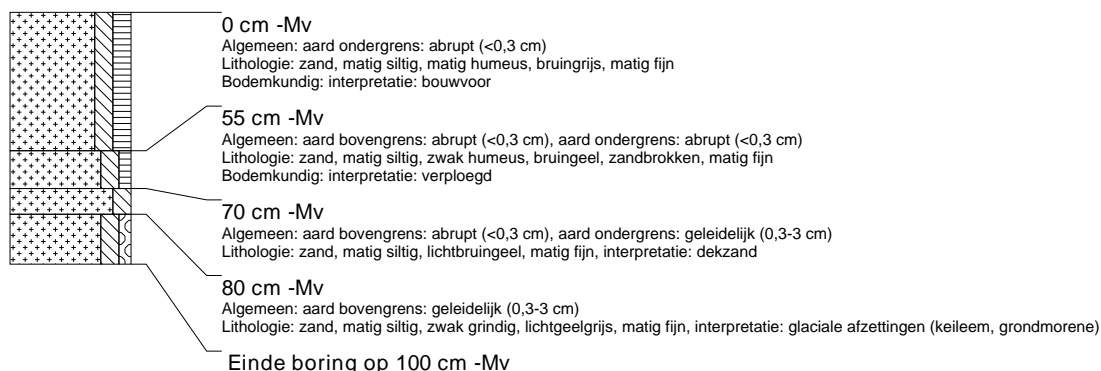 0 cm -Mv
Algemeen: aard ondergrens: abrupt (<0,3 cm)
Lithologie: zand, matig siltig, matig humeus, bruingrijs, matig fijn
Bodemkundig: interpretatie: bouwvoor
55 cm -Mv
Algemeen: aard bovengrens: abrupt (<0,3 cm), aard ondergrens: abrupt (<0,3 cm)
Lithologie: zand, matig siltig, zwak humeus, bruingeel, zandbrokken, matig fijn
Bodemkundig: interpretatie: verploegd
70 cm -Mv
Algemeen: aard bovengrens: abrupt (<0,3 cm), aard ondergrens: geleidelijk (0,3-3 cm)
Lithologie: zand, matig siltig, lichtbruingeel, matig fijn, interpretatie: dekzand
80 cm -Mv
Algemeen: aard bovengrens: geleidelijk (0,3-3 cm)
Lithologie: zand, matig siltig, zwak grindig, lichtgeelgrijs, matig fijn, interpretatie: glaciale afzettingen (keileem, grondmorene)
Einde boring op 100 cm -Mv